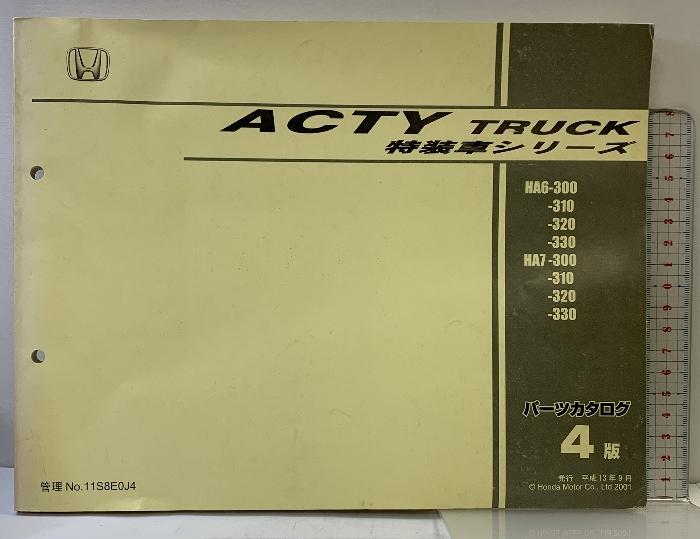 ACTY TRUCK
特装車シリーズ
HA6-300
-310
-320
-330
HA7-300
-310
-320
-330
パーツカタログ
4版
発行 平成13年9月
© Honda Motor Co., Ltd. 2001
管理 No.11S8E0J4